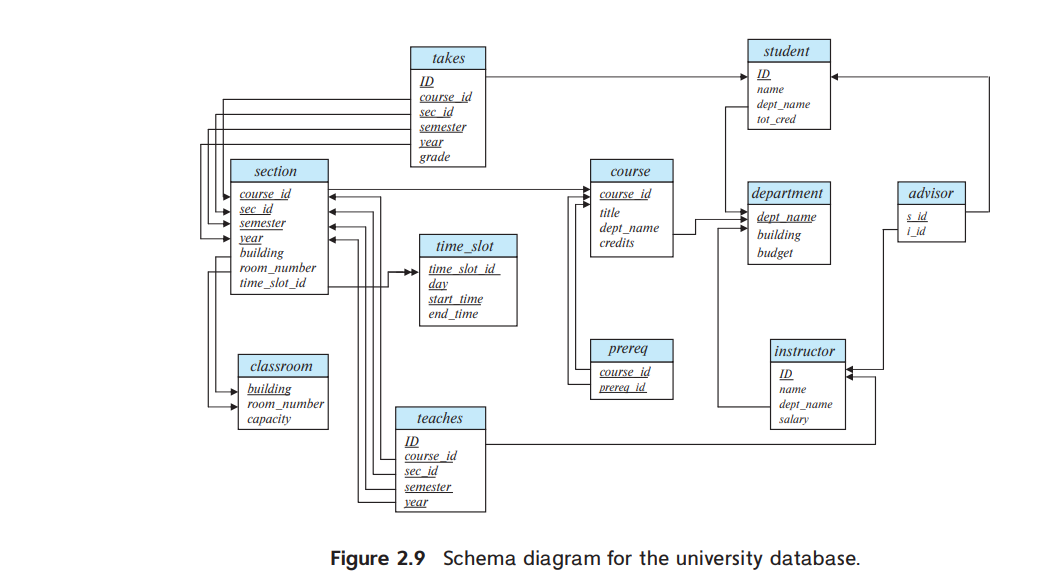 takes
ID
course_id
sec_id
semester
year
grade
student
ID
name
dept_name
tot_cred
section
course_id
sec_id
semester
year
building
room_number
time_slot_id
course
course_id
title
dept_name
credits
department
dept_name
building
budget
advisor
s_id
i_id
time_slot
time_slot_id
day
start_time
end_time
prereq
course_id
prereq_id
instructor
ID
name
dept_name
salary
classroom
building
room_number
capacity
teaches
ID
course_id
sec_id
semester
year
Figure 2.9 Schema diagram for the university database.